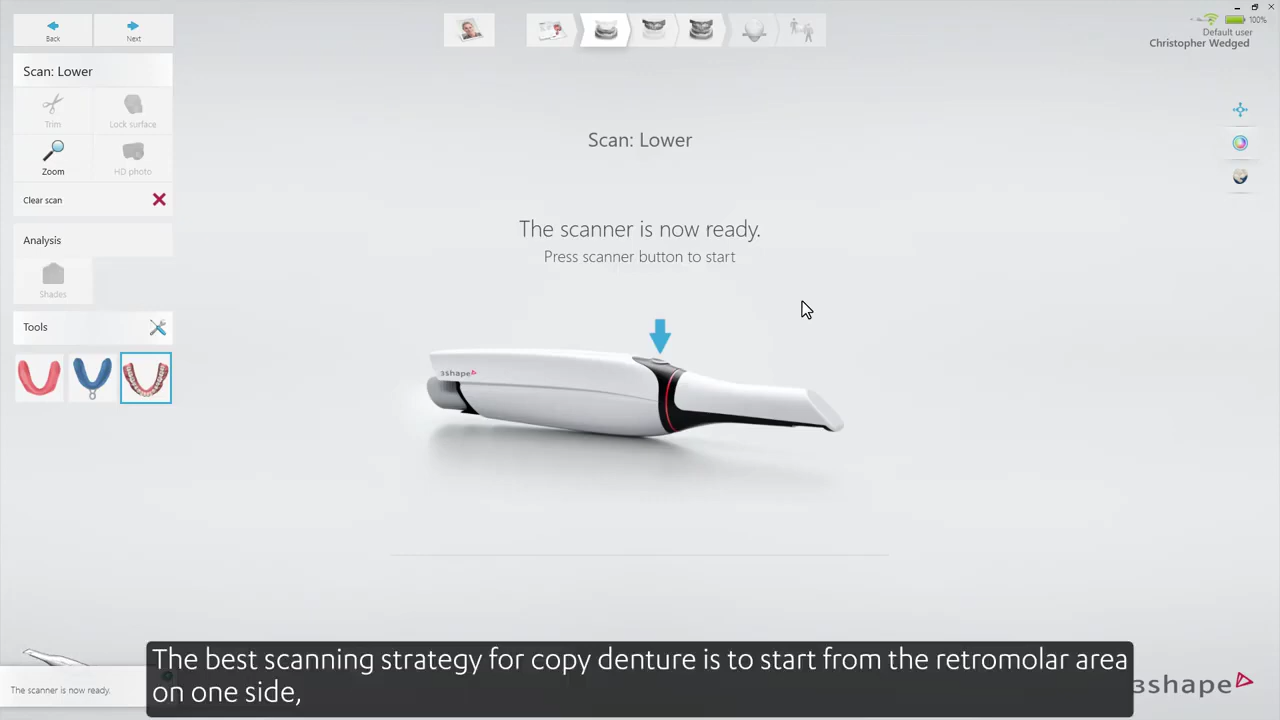 Back
Next
100%
Default user
Christopher Wedged
Scan: Lower
Trim
Lock surface
Zoom
HD photo
Clear scan
Analysis
Shades
Tools
Scan: Lower
The scanner is now ready.
Press scanner button to start
3shape
The scanner is now ready.
The best scanning strategy for copy denture is to start from the retromolar area
on one side,
3shape